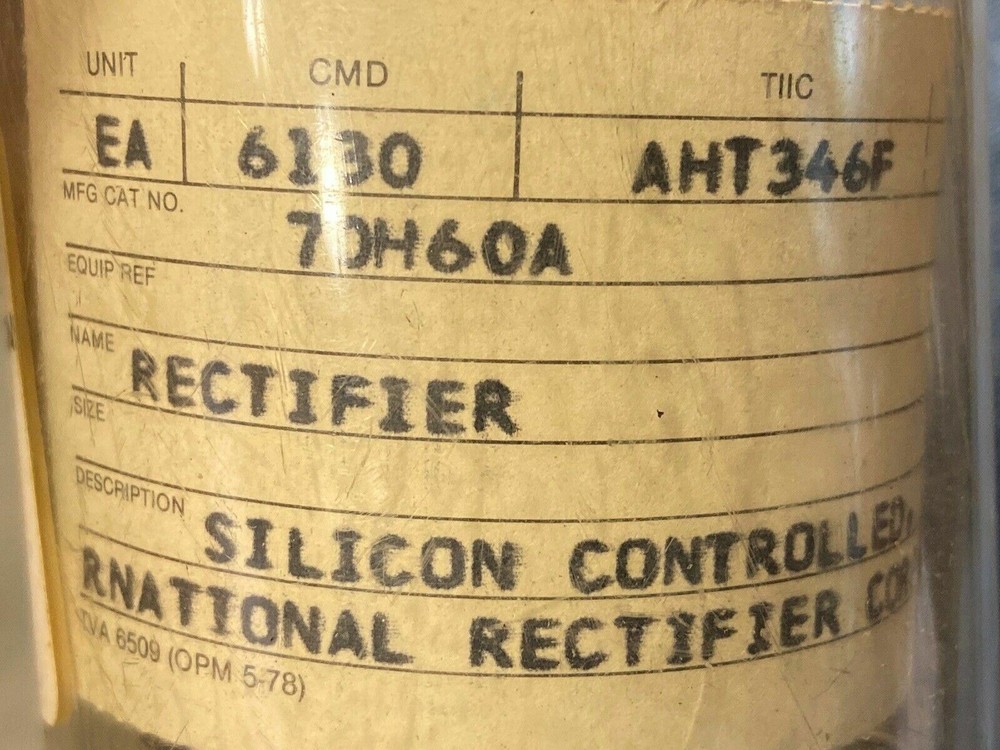 UNIT CMD TIIC
EA 6130 AHT346F
MFG CAT NO.
70H60A
EQUIP REF
NAME
RECTIFIER
SIZE
DESCRIPTION
SILICON CONTROLLED,
RNATIONAL RECTIFIER COR
TVA 6509 (OPM 5-78)